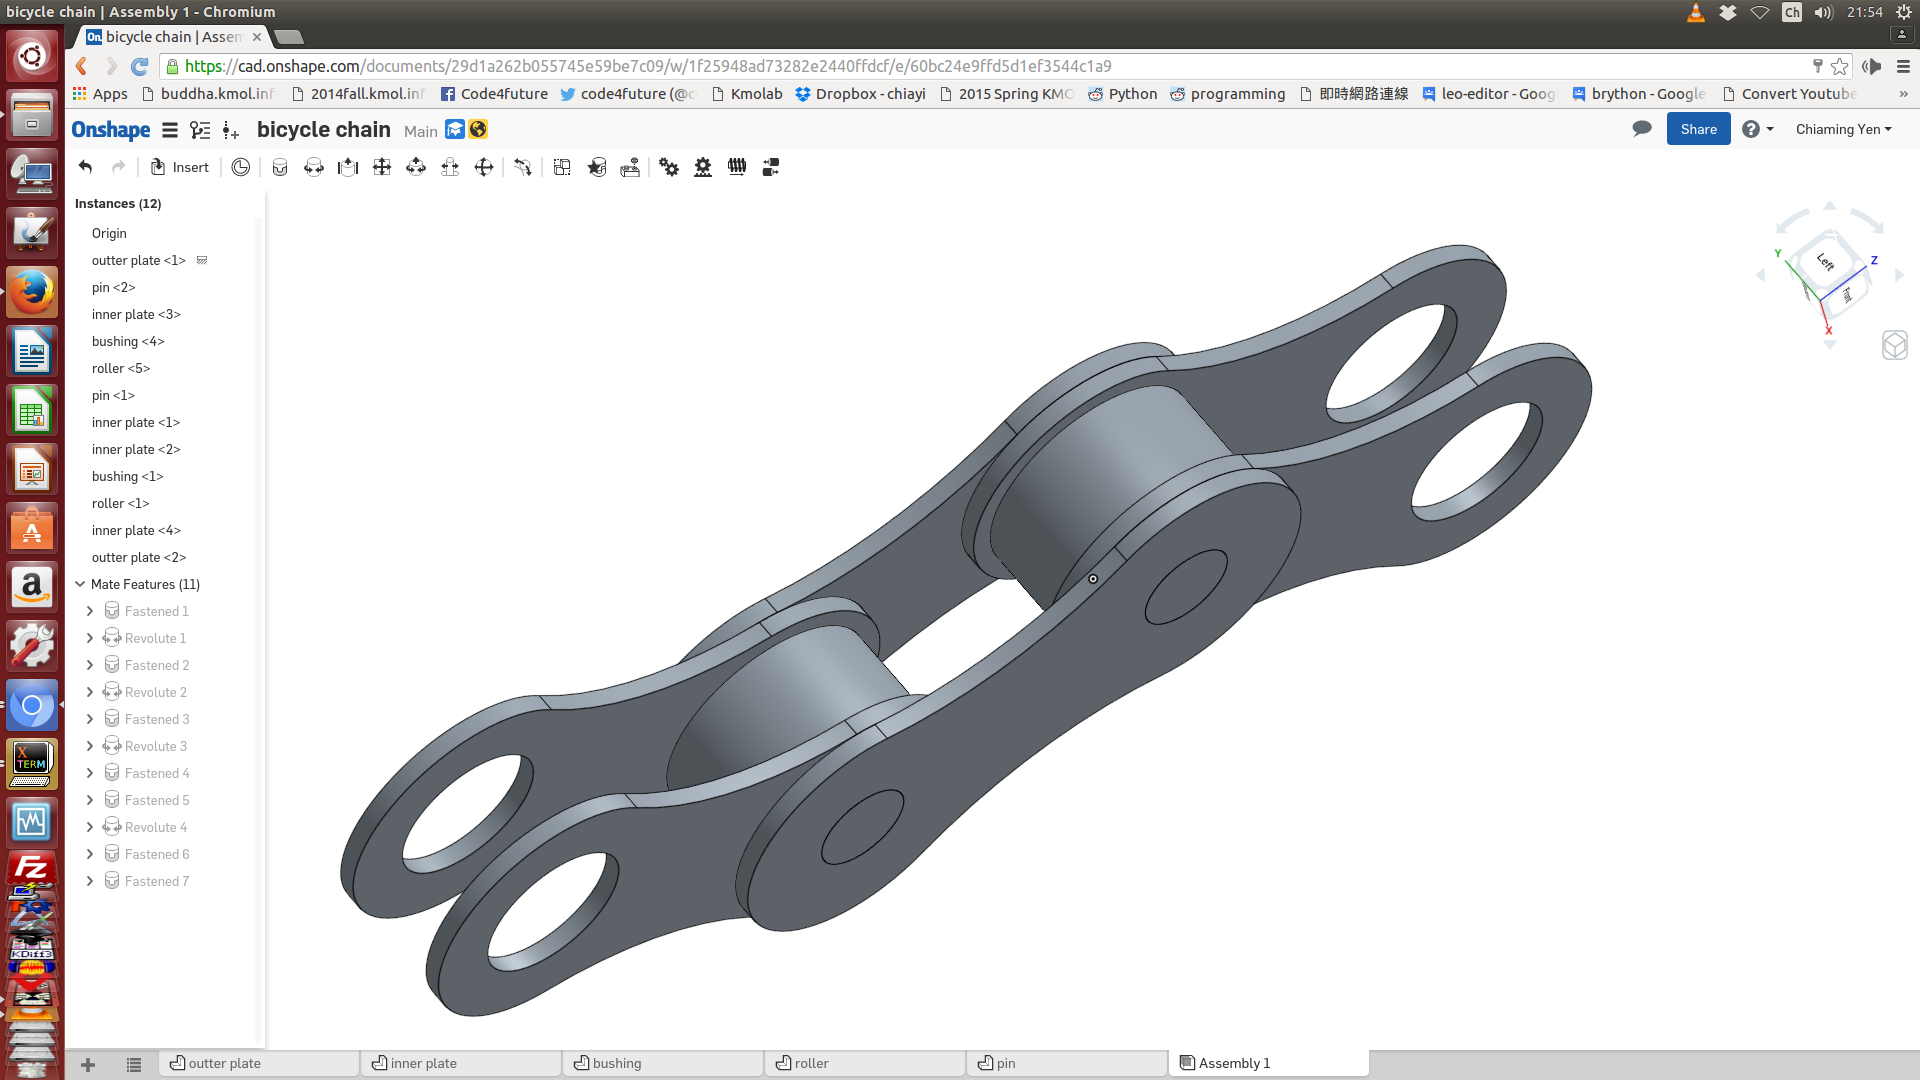 bicycle chain | Assembly 1 - Chromium
Ch
21:54
On
bicycle chain | Assem
https://cad.onshape.com/documents/29d1a262b055745e59be7c09/w/1f25948ad73282e2440ffdcf/e/60bc24e9ffd5d1ef3544c1a9
Apps
buddha.kmol.inf
2014fall.kmol.inf
Code4future
code4future (@c
Kmolab
Dropbox - chiayi
2015 Spring KMO
Python
programming
即時網路連線
leo-editor - Goog
brython - Google
Convert Youtube
»
Onshape
bicycle chain
Main
Share
Chiaming Yen
Insert
Instances (12)
Origin
outter plate <1>
pin <2>
inner plate <3>
bushing <4>
roller <5>
pin <1>
inner plate <1>
inner plate <2>
bushing <1>
roller <1>
inner plate <4>
outter plate <2>
Mate Features (11)
Fastened 1
Revolute 1
Fastened 2
Revolute 2
Fastened 3
Revolute 3
Fastened 4
Fastened 5
Revolute 4
Fastened 6
Fastened 7
Y
Left
Z
Front
X
X
TERM
FZ
KDiff3
outter plate
inner plate
bushing
roller
pin
Assembly 1